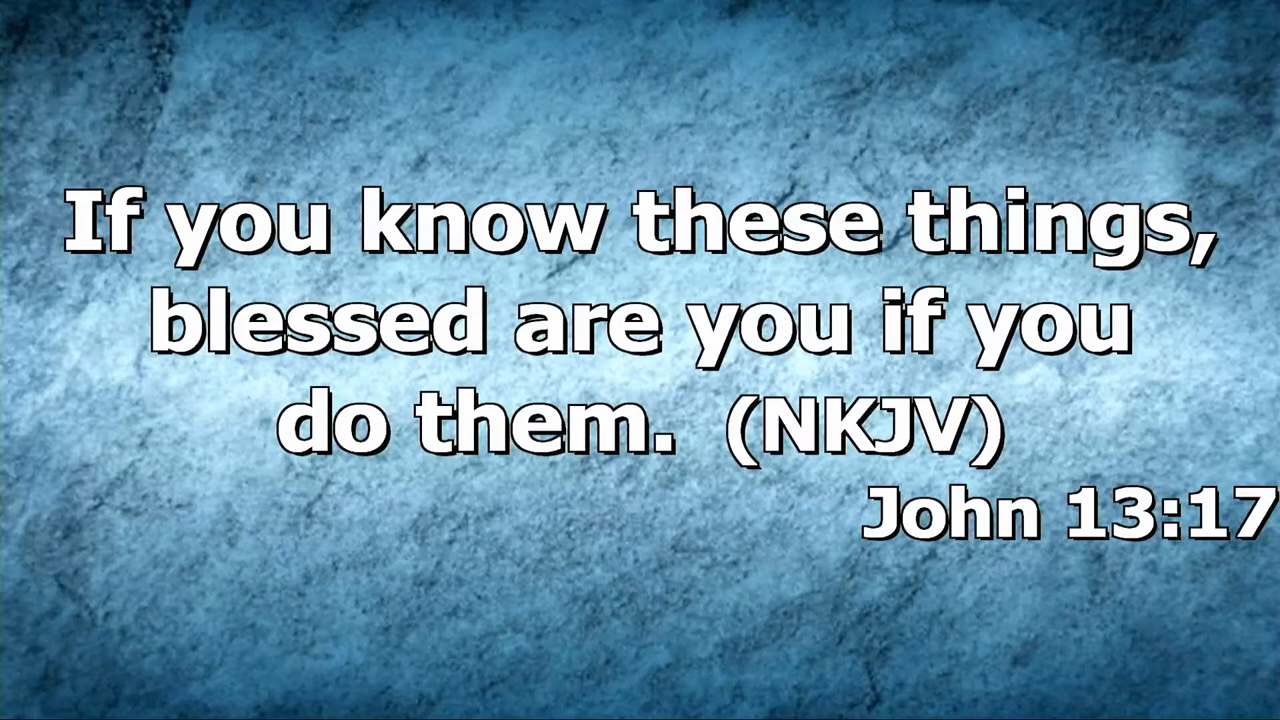 If you know these things,
blessed are you if you
do them. (NKJV)
John 13:17